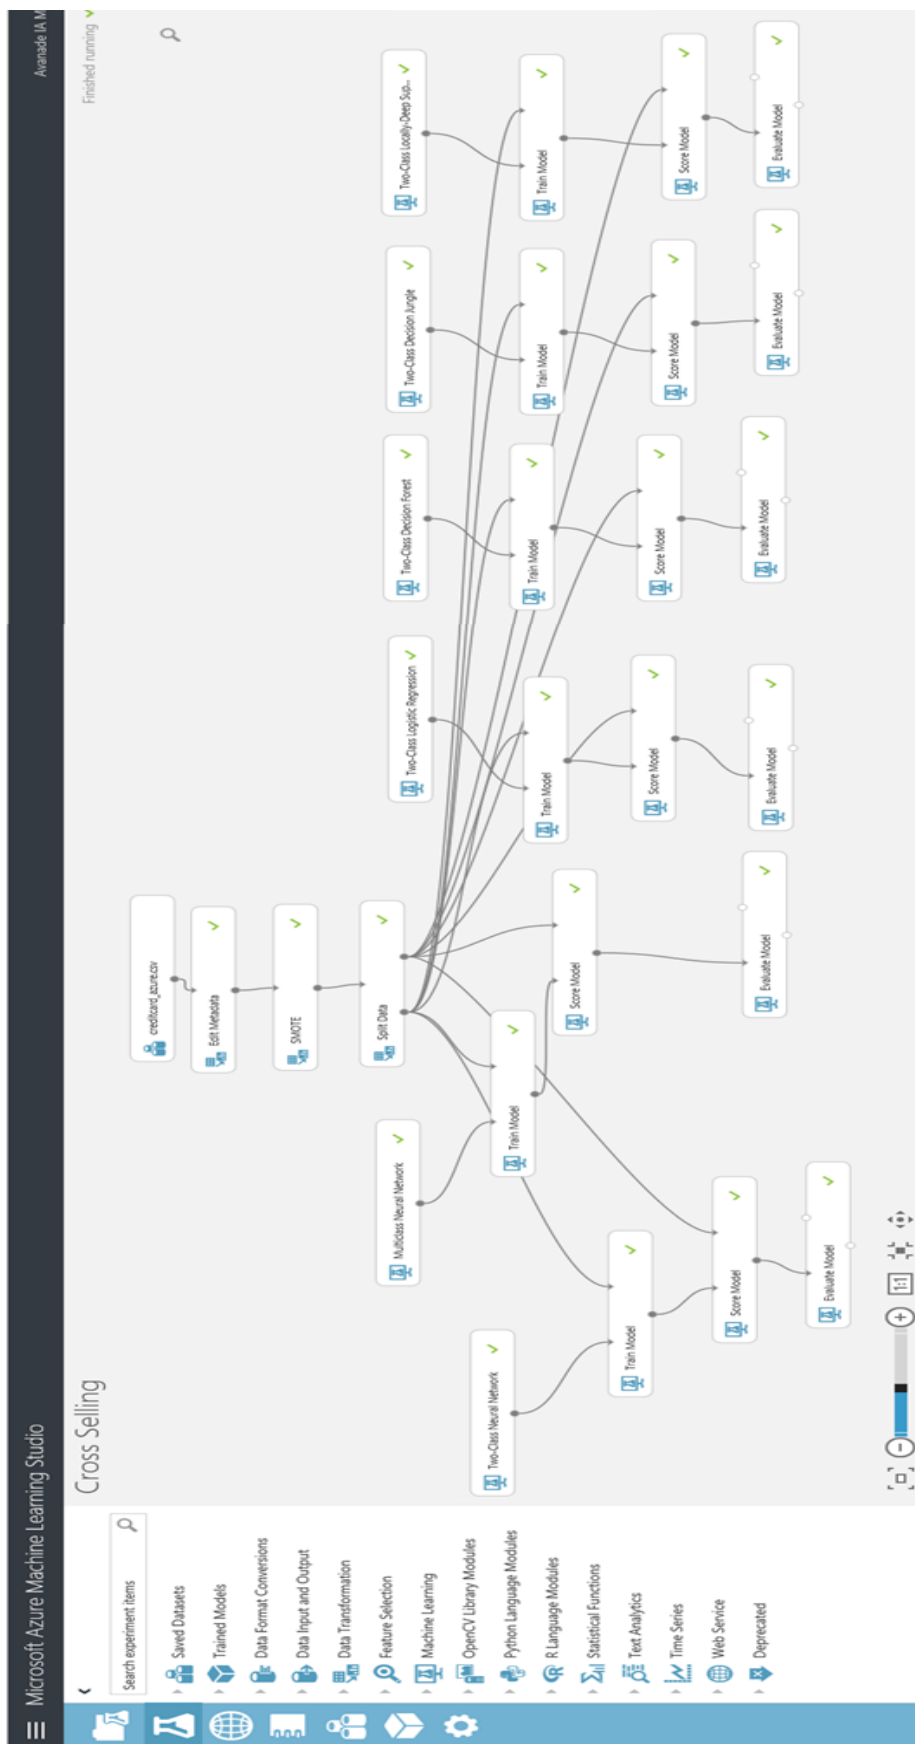 Microsoft Azure Machine Learning Studio
Avanade IA M
Cross Selling
Finished running
Search experiment items
Saved Datasets
Trained Models
Data Format Conversions
Data Input and Output
Data Transformation
Feature Selection
Machine Learning
OpenCV Library Modules
Python Language Modules
R Language Modules
Statistical Functions
Text Analytics
Time Series
Web Service
Deprecated
creditcard_azure.csv
Edit Metadata
SMOTE
Split Data
Multiclass Neural Network
Two-Class Logistic Regression
Two-Class Decision Forest
Two-Class Decision Jungle
Two-Class Locally-Deep Sup...
Two-Class Neural Network
Train Model
Train Model
Train Model
Train Model
Train Model
Train Model
Score Model
Score Model
Score Model
Score Model
Score Model
Score Model
Evaluate Model
Evaluate Model
Evaluate Model
Evaluate Model
Evaluate Model
Evaluate Model
1:1